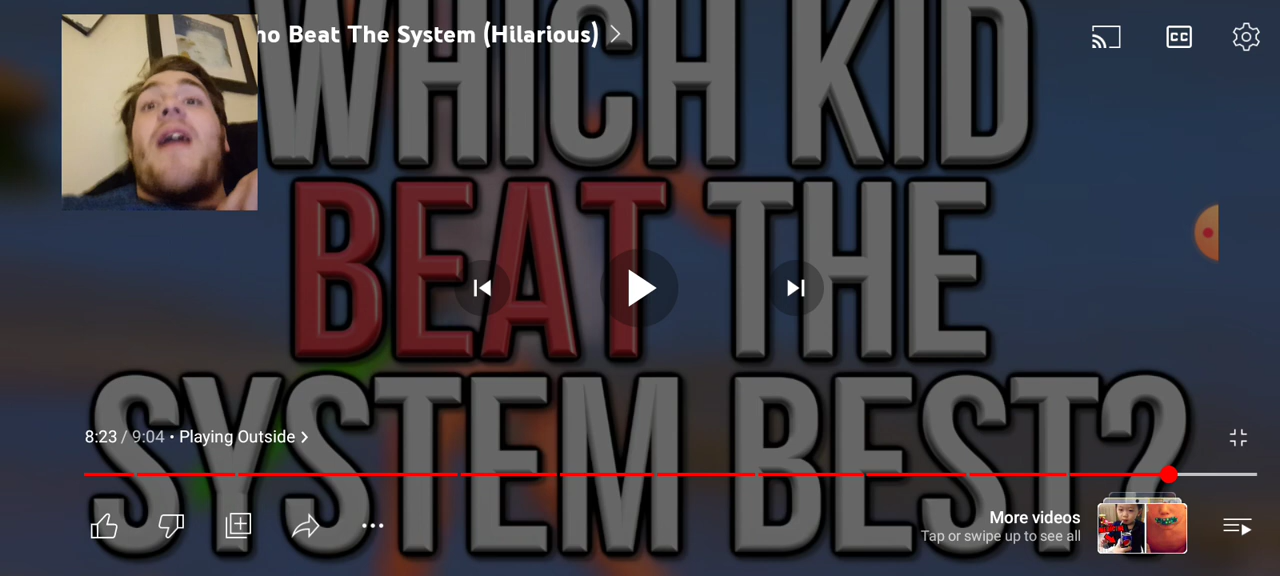 Beat The System (Hilarious)
WHICH KID
BEAT THE
SYSTEM BEST?
CC
8:23 / 9:04 • Playing Outside
More videos
Tap or swipe up to see all